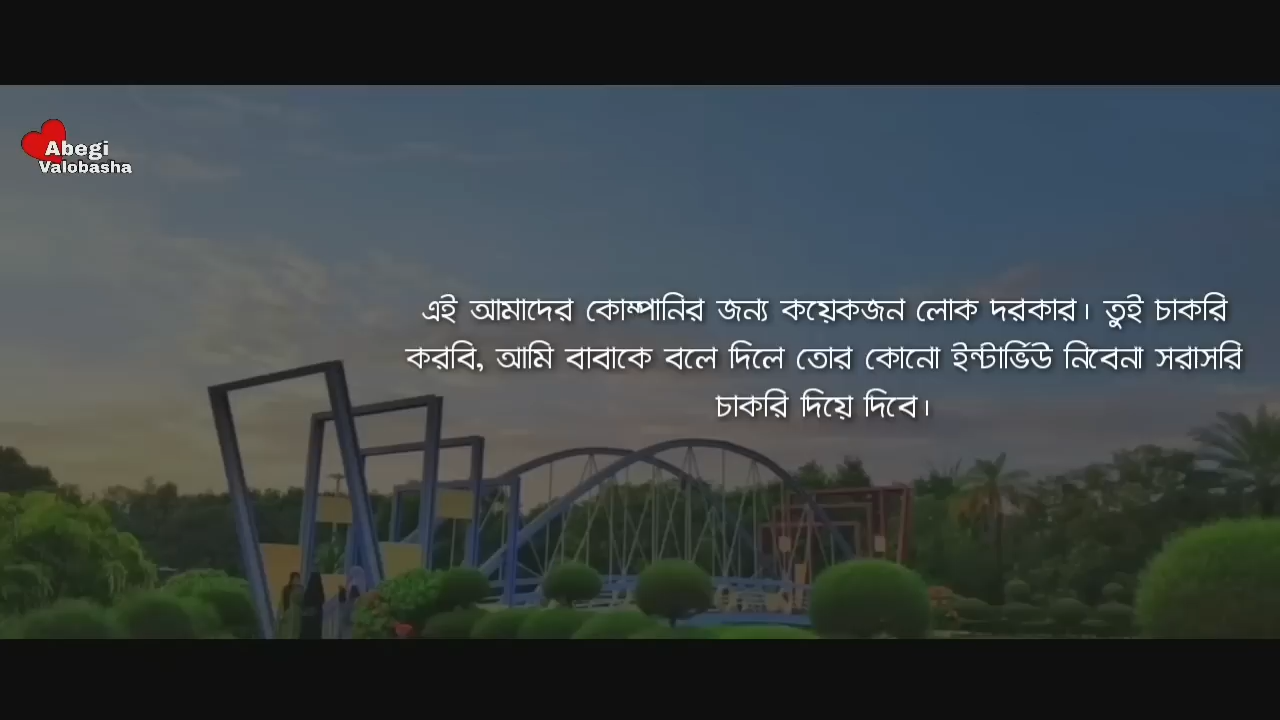 Abegi
Valobasha
এই আমাদের কোম্পানির জন্য কয়েকজন লোক দরকার। তুই চাকরি
করবি, আমি বাবাকে বলে দিলে তোর কোনো ইন্টার্ভিউ নিবেনা সরাসরি
চাকরি দিয়ে দিবে।